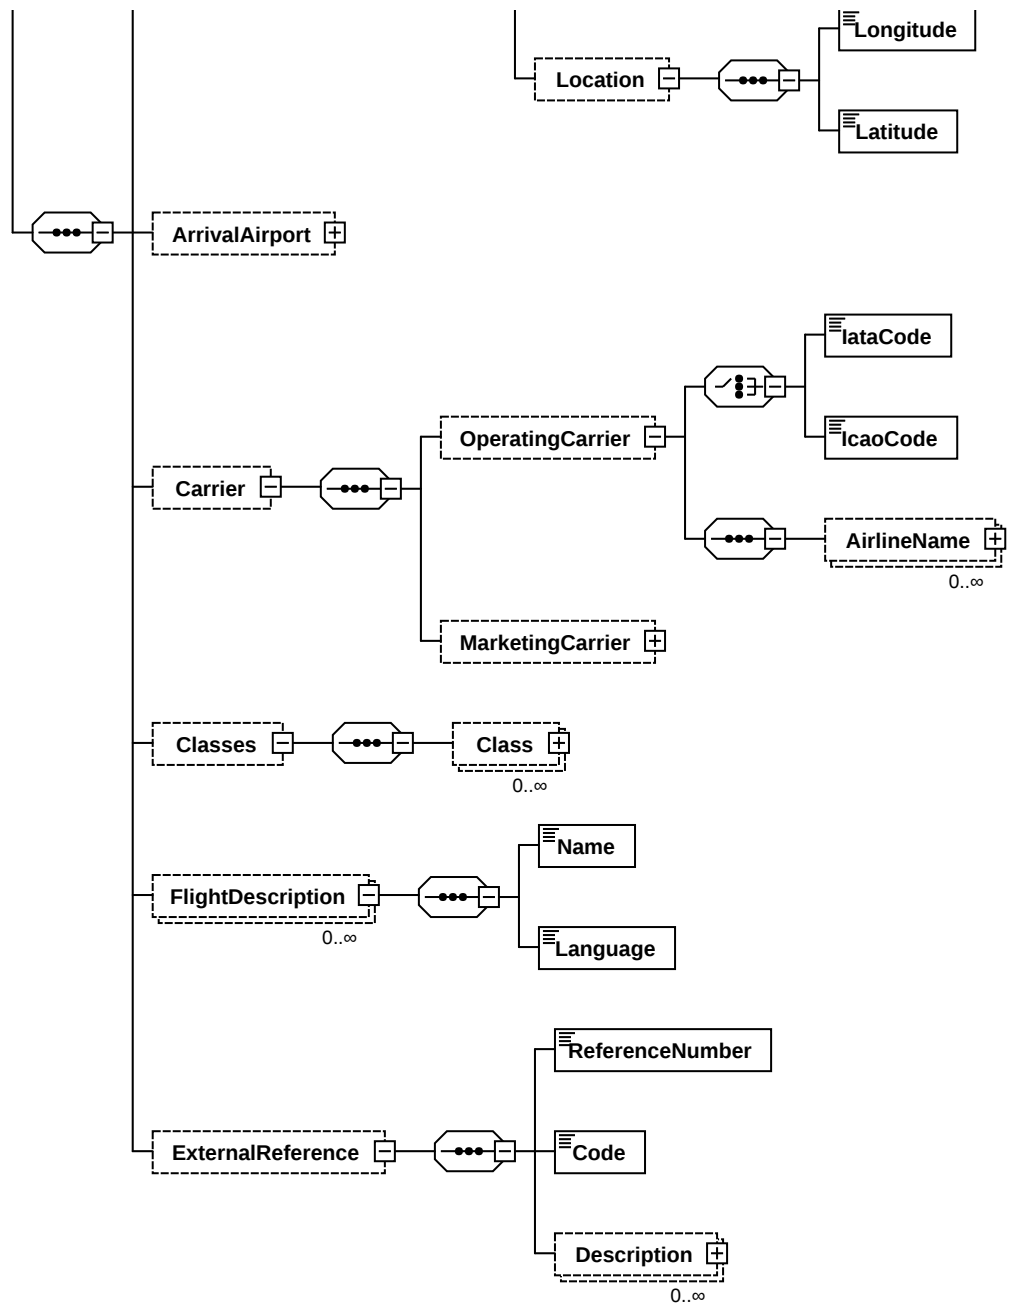 Longitude
Location
Latitude
ArrivalAirport
IataCode
OperatingCarrier
IcaoCode
Carrier
AirlineName
0..∞
MarketingCarrier
Classes
Class
0..∞
Name
FlightDescription
0..∞
Language
ReferenceNumber
ExternalReference
Code
Description
0..∞